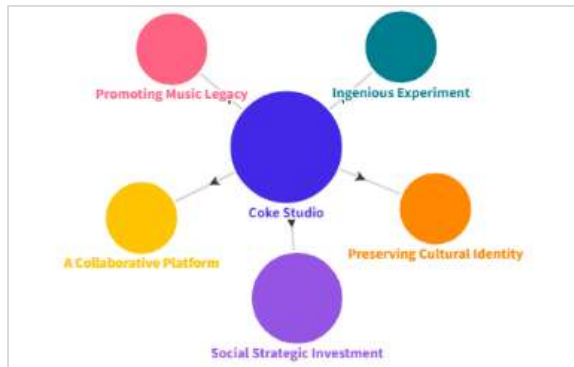 Promoting Music Legacy
Ingenious Experiment
Coke Studio
A Collaborative Platform
Preserving Cultural Identity
Social Strategic Investment